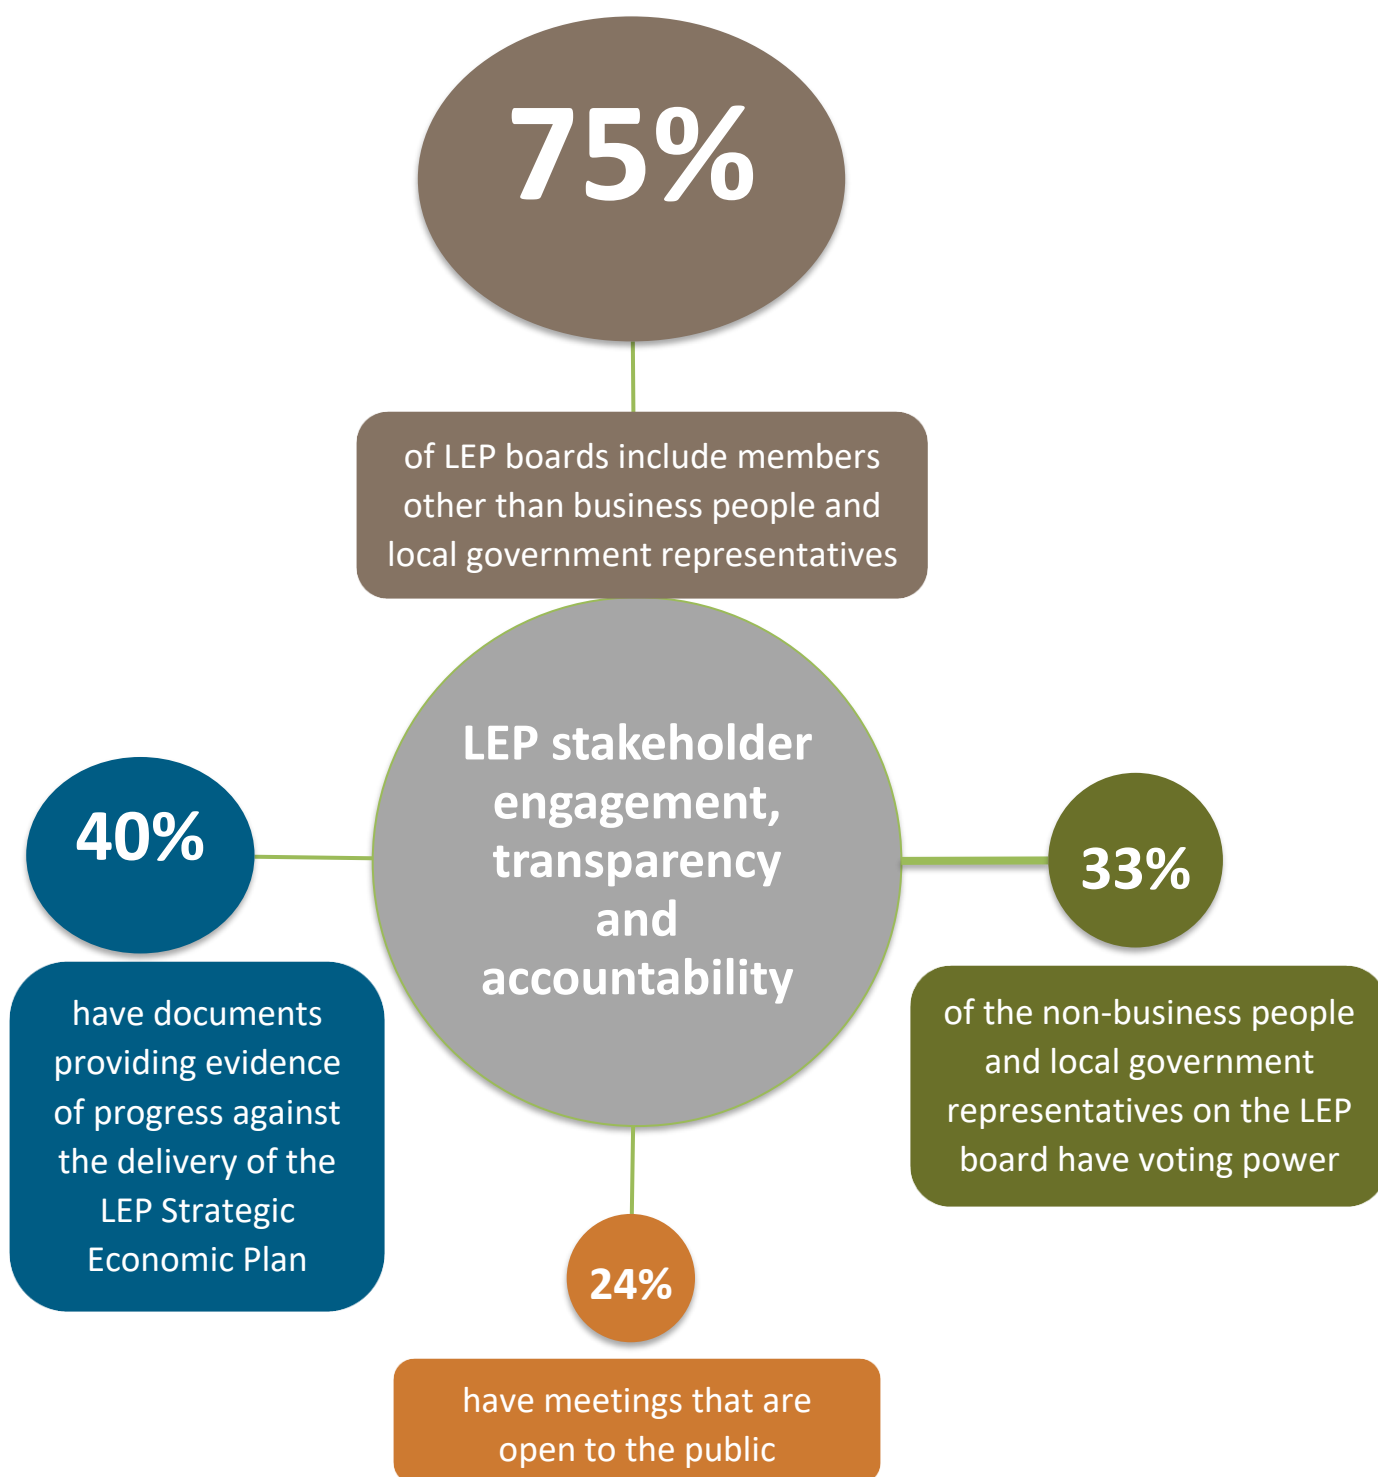 75%
of LEP boards include members
other than business people and
local government representatives
LEP stakeholder
engagement,
transparency
and
accountability
40%
have documents
providing evidence
of progress against
the delivery of the
LEP Strategic
Economic Plan
33%
of the non-business people
and local government
representatives on the LEP
board have voting power
24%
have meetings that are
open to the public